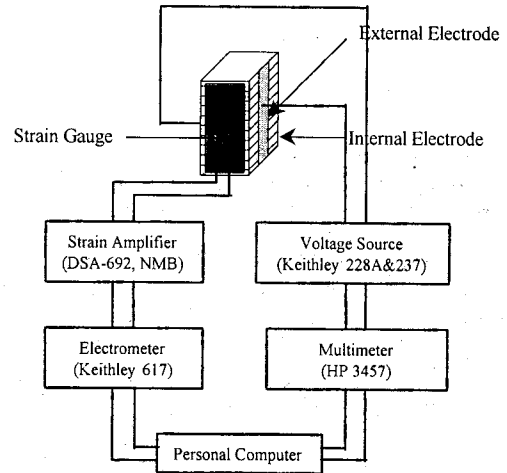 External Electrode
Strain Gauge
Internal Electrode
Strain Amplifier
(DSA-692, NMB)
Voltage Source
(Keithley 228A&237)
Electrometer
(Keithley 617)
Multimeter
(HP 3457)
Personal Computer